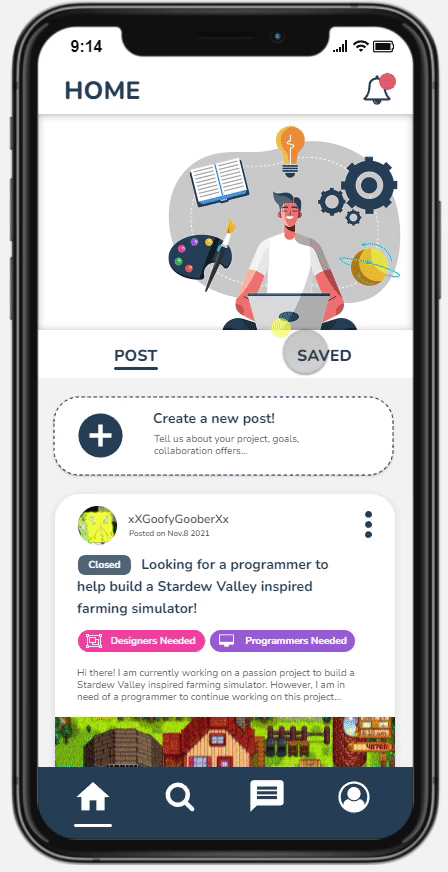 9:14
HOME
POST
SAVED
Create a new post!
Tell us about your project, goals,
collaboration offers...
xXGoofyGooberXx
Posted on Nov.8 2021
Closed
Looking for a programmer to
help build a Stardew Valley inspired
farming simulator!
Designers Needed
Programmers Needed
Hi there! I am currently working on a passion project to build a
Stardew Valley inspired farming simulator. However, I am in
need of a programmer to continue working on this project...